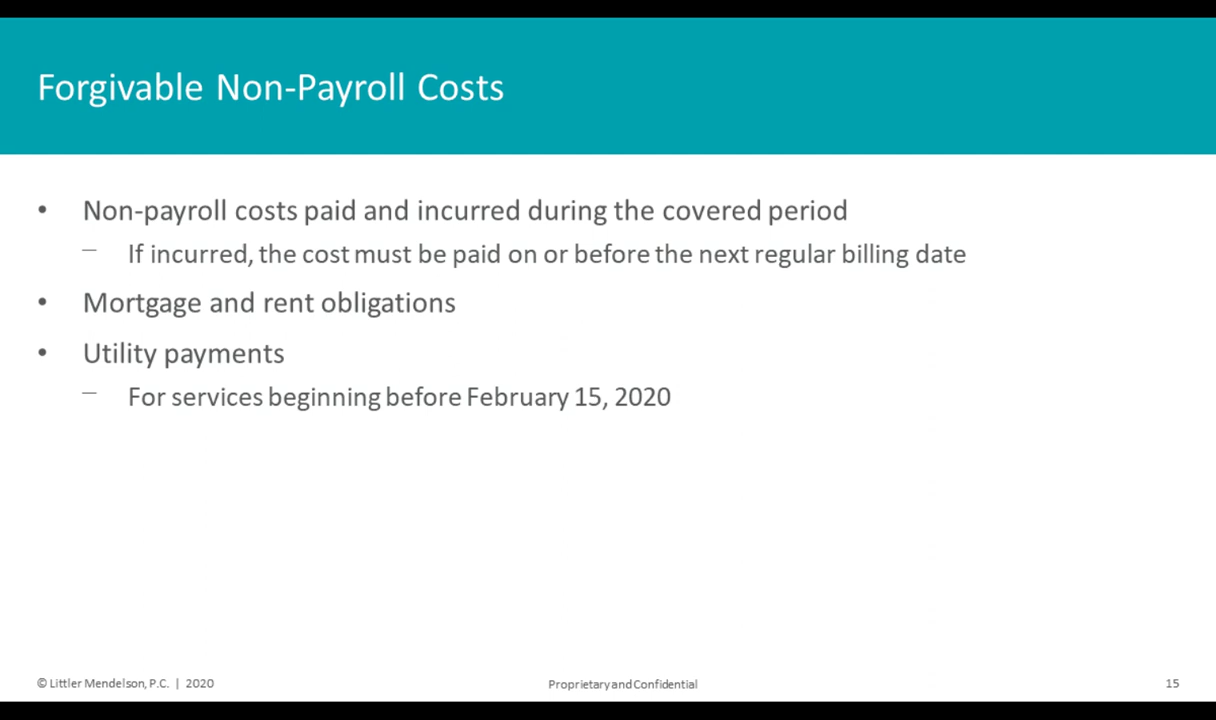 Forgivable Non-Payroll Costs
• Non-payroll costs paid and incurred during the covered period
– If incurred, the cost must be paid on or before the next regular billing date
• Mortgage and rent obligations
• Utility payments
– For services beginning before February 15, 2020
© Littler Mendelson, P.C. | 2020
Proprietary and Confidential
15